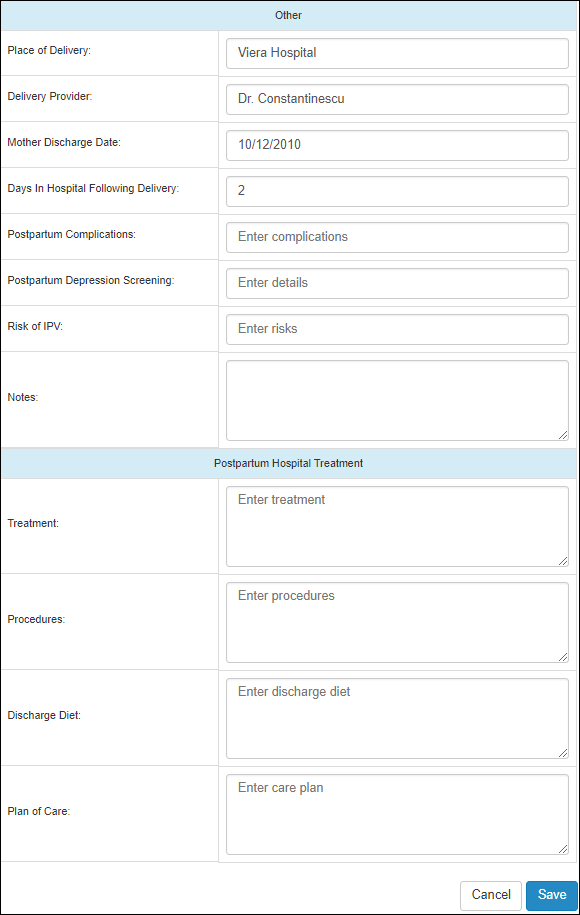 Other
Place of Delivery: Viera Hospital
Delivery Provider: Dr. Constantinescu
Mother Discharge Date: 10/12/2010
Days In Hospital Following Delivery: 2
Postpartum Complications: Enter complications
Postpartum Depression Screening: Enter details
Risk of IPV: Enter risks
Notes:
Postpartum Hospital Treatment
Treatment: Enter treatment
Procedures: Enter procedures
Discharge Diet: Enter discharge diet
Plan of Care: Enter care plan
Cancel Save